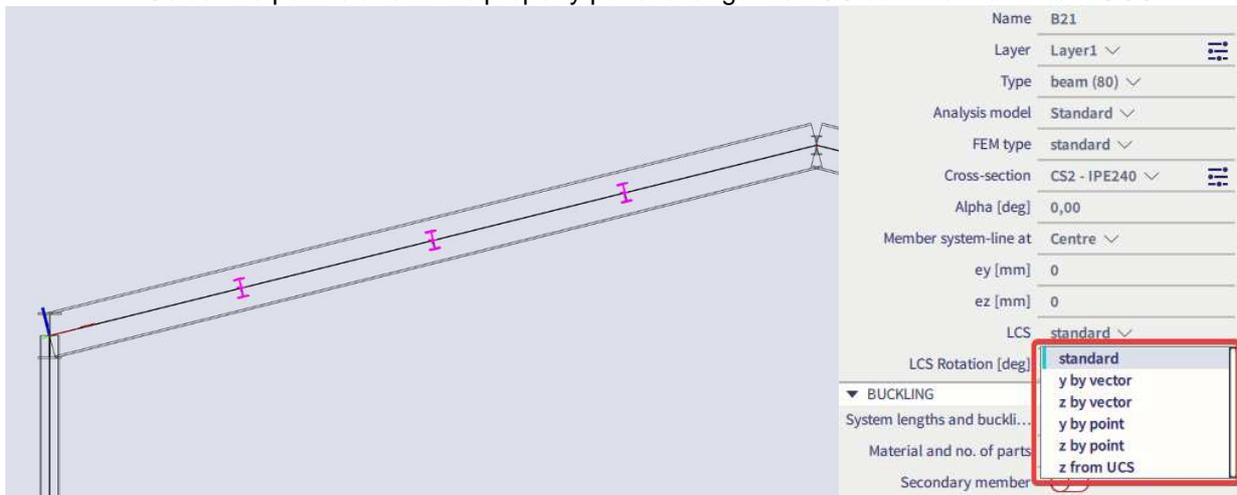 Name B21
Layer Layer1
Type beam (80)
Analysis model Standard
FEM type standard
Cross-section CS2 - IPE240
Alpha [deg] 0,00
Member system-line at Centre
ey [mm] 0
ez [mm] 0
LCS standard
LCS Rotation [deg]
standard
y by vector
z by vector
y by point
z by point
z from UCS
BUCKLING
System lengths and buckli...
Material and no. of parts
Secondary member